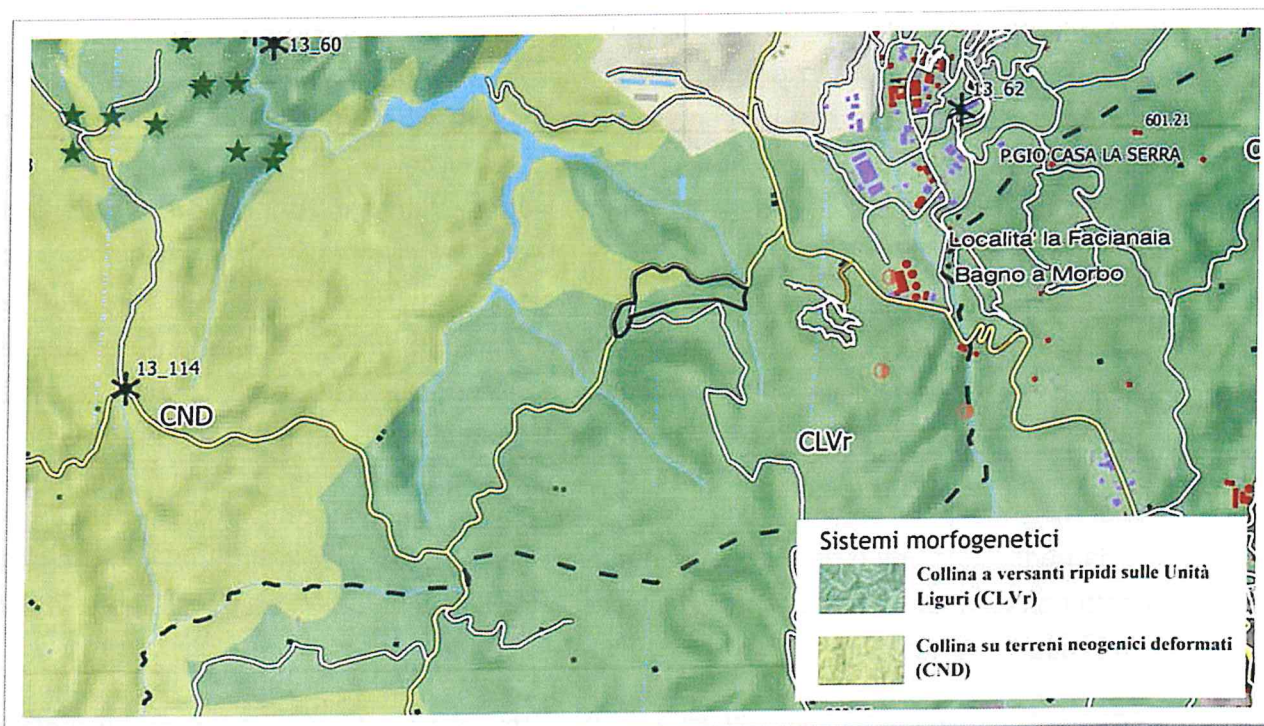 13_60
13_62
601.21
P.GIO CASA LA SERRA
Localita' la Facianaia
Bagno a Morbo
13_114
CND
CLVr
Sistemi morfogenetici
Collina a versanti ripidi sulle Unità
Liguri (CLVr)
Collina su terreni neogenici deformati
(CND)